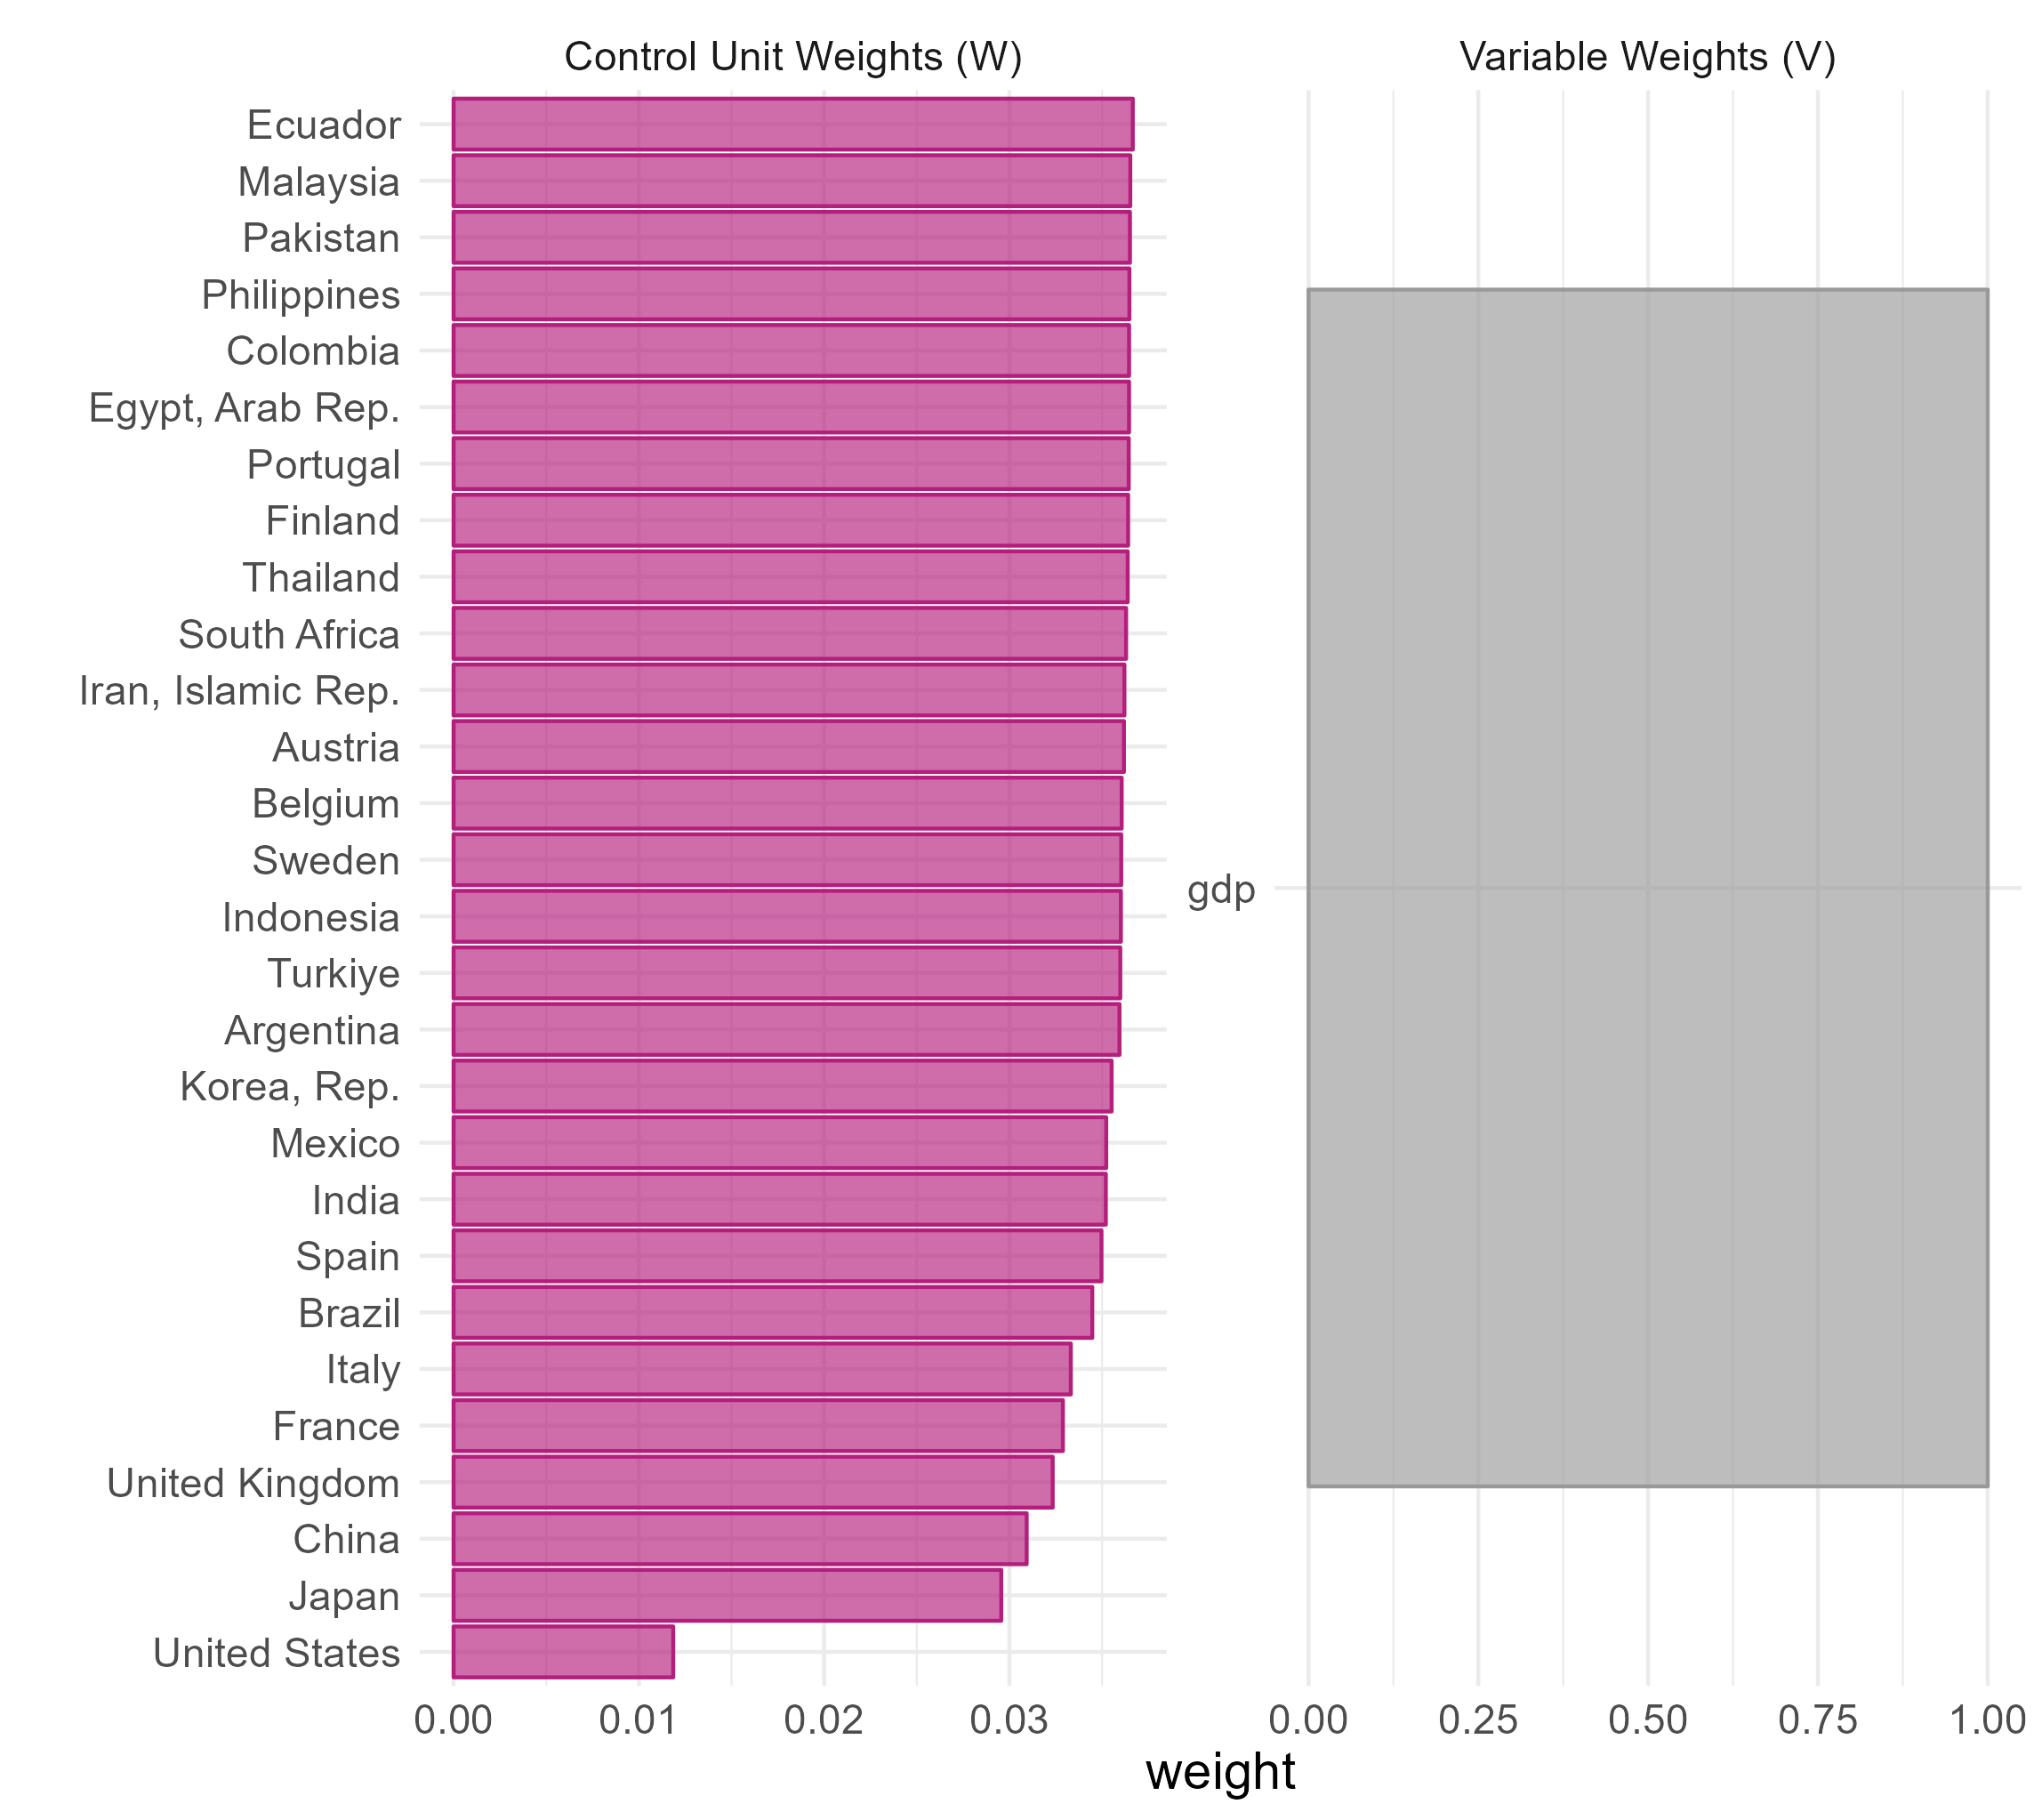 Control Unit Weights (W)
Ecuador
Malaysia
Pakistan
Philippines
Colombia
Egypt, Arab Rep.
Portugal
Finland
Thailand
South Africa
Iran, Islamic Rep.
Austria
Belgium
Sweden
Indonesia
Turkiye
Argentina
Korea, Rep.
Mexico
India
Spain
Brazil
Italy
France
United Kingdom
China
Japan
United States
0.00 0.01 0.02 0.03
Variable Weights (V)
gdp
0.00 0.25 0.50 0.75 1.00
weight